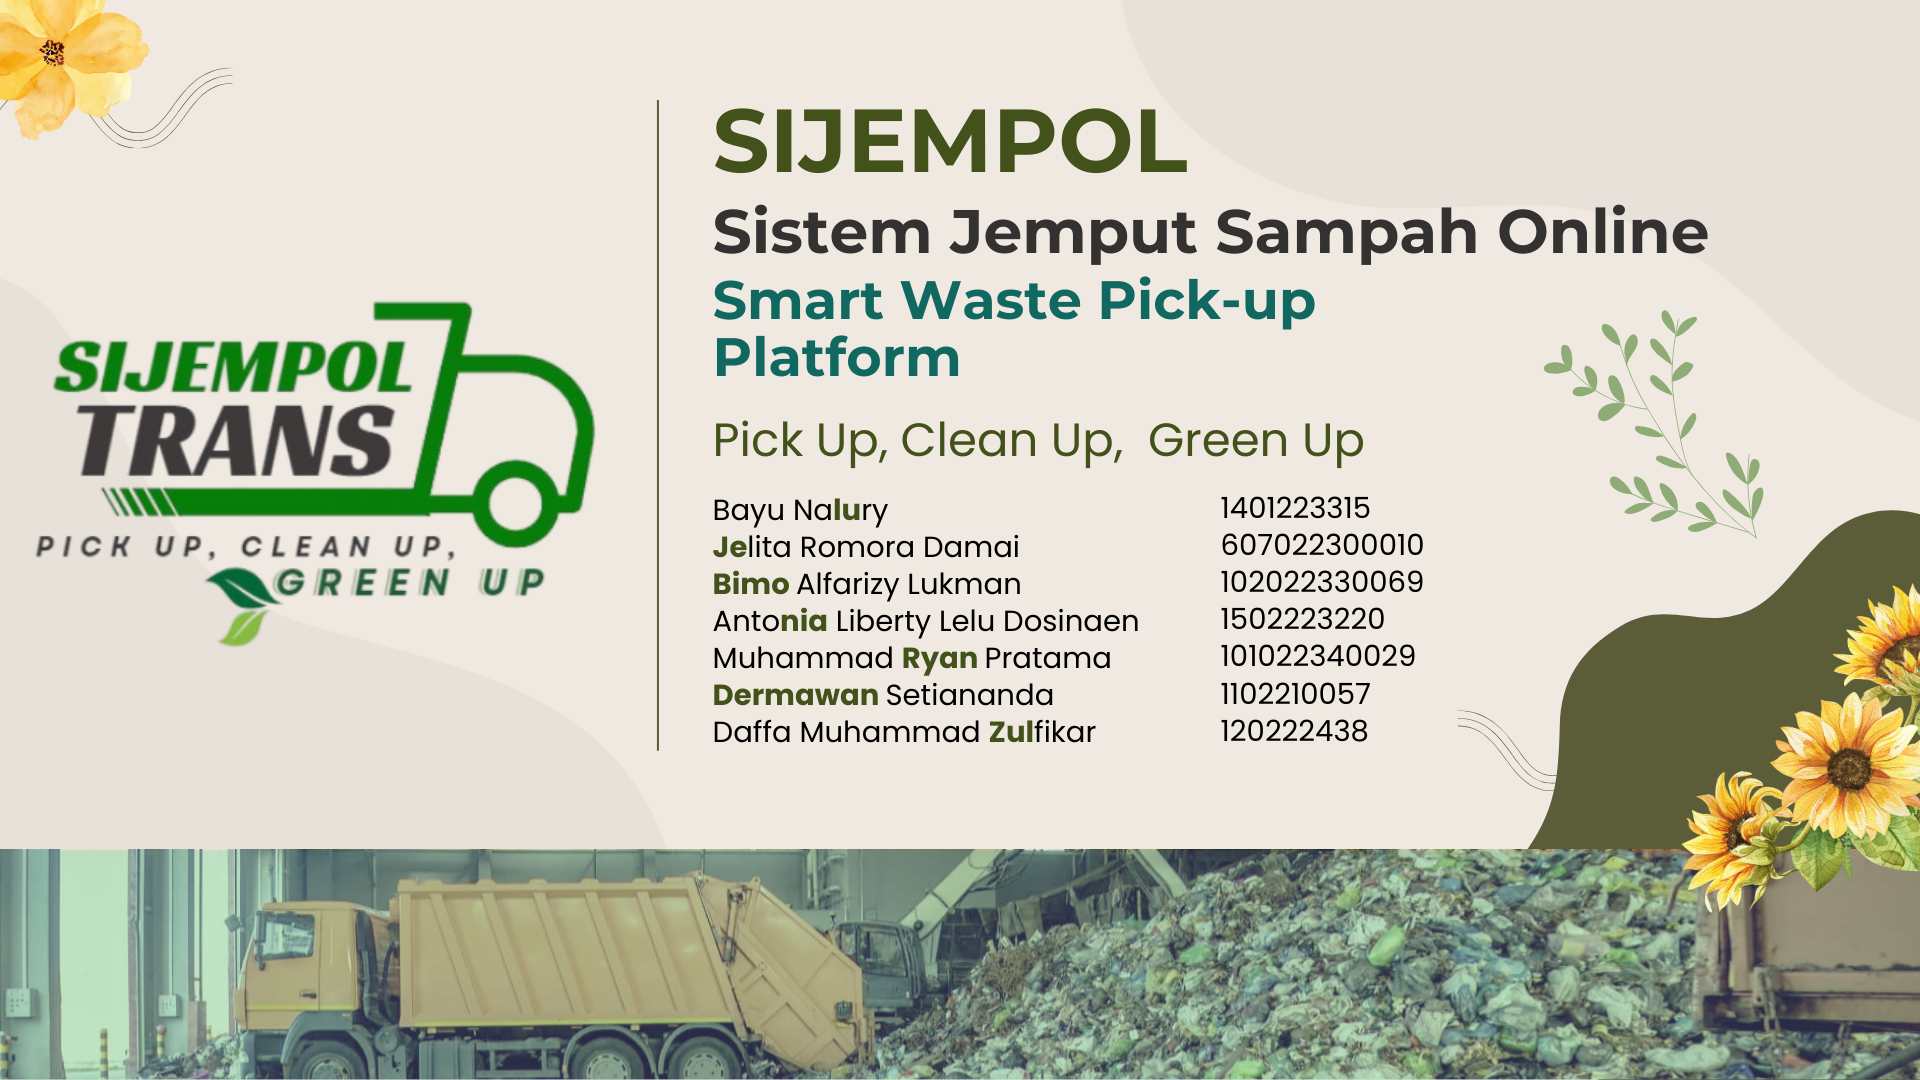 SIJEMPOL
TRANS
PICK UP, CLEAN UP,
GREEN UP
SIJEMPOL
Sistem Jemput Sampah Online
Smart Waste Pick-up
Platform
Pick Up, Clean Up, Green Up
Bayu Nalury 1401223315
Jelita Romora Damai 607022300010
Bimo Alfarizy Lukman 102022330069
Antonia Liberty Lelu Dosinaen 1502223220
Muhammad Ryan Pratama 101022340029
Dermawan Setiananda 1102210057
Daffa Muhammad Zulfikar 120222438